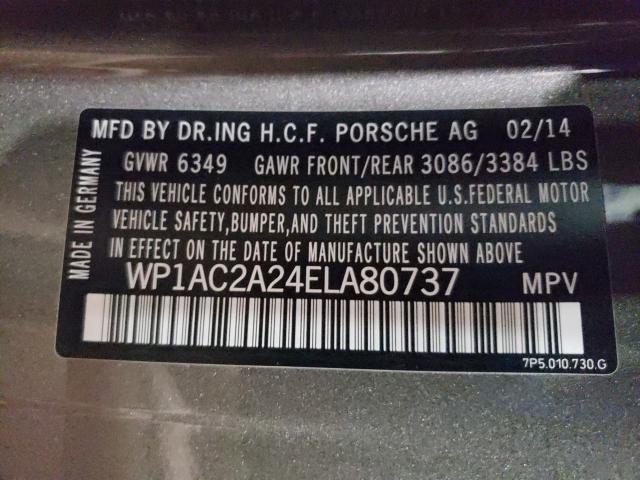 MFD BY DR.ING H.C.F. PORSCHE AG 02/14
GVWR 6349 GAWR FRONT/REAR 3086/3384 LBS
THIS VEHICLE CONFORMS TO ALL APPLICABLE U.S.FEDERAL MOTOR
VEHICLE SAFETY,BUMPER,AND THEFT PREVENTION STANDARDS
IN EFFECT ON THE DATE OF MANUFACTURE SHOWN ABOVE
WP1AC2A24ELA80737 MPV
7P5.010.730.G
MADE IN GERMANY